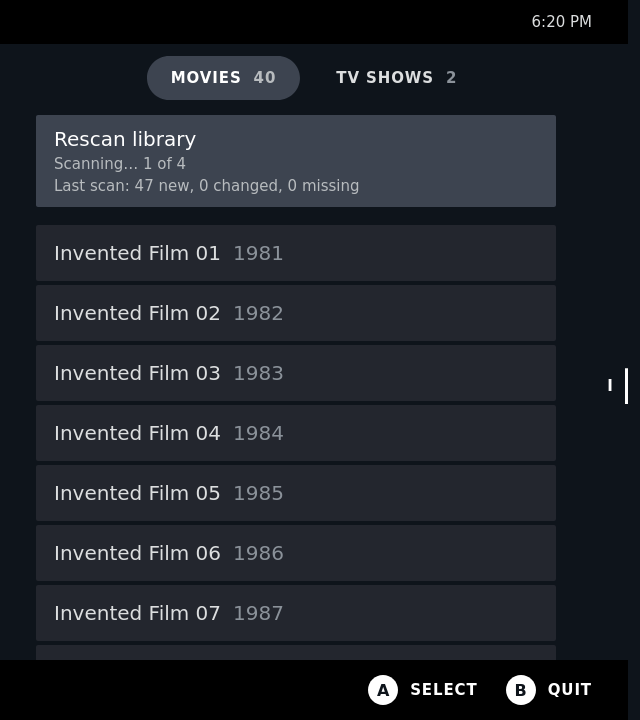 6:20 PM
MOVIES 40 TV SHOWS 2
Rescan library
Scanning... 1 of 4
Last scan: 47 new, 0 changed, 0 missing
Invented Film 01 1981
Invented Film 02 1982
Invented Film 03 1983
Invented Film 04 1984
I
Invented Film 05 1985
Invented Film 06 1986
Invented Film 07 1987
A SELECT B QUIT